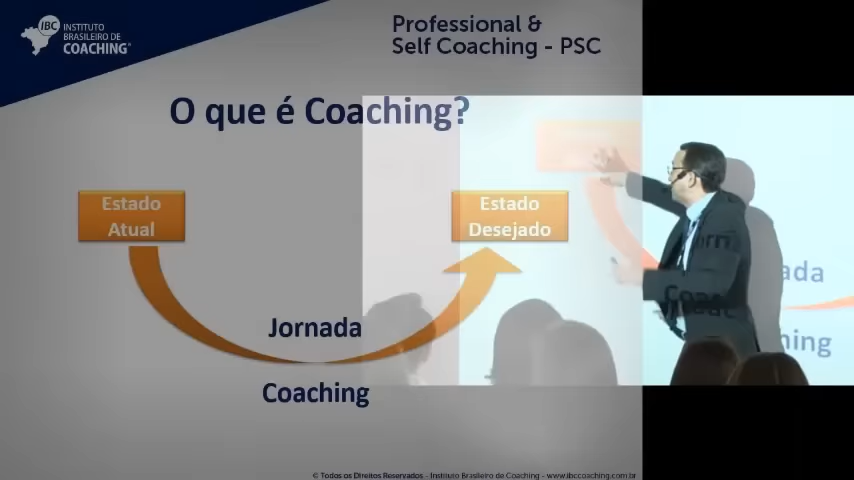 IBC
INSTITUTO
BRASILEIRO DE
COACHING
Professional &
Self Coaching - PSC
O que é Coaching?
Estado
Atual
Estado
Desejado
Jornada
Coaching
© Todos os Direitos Reservados - Instituto Brasileiro de Coaching - www.ibccoaching.com.br